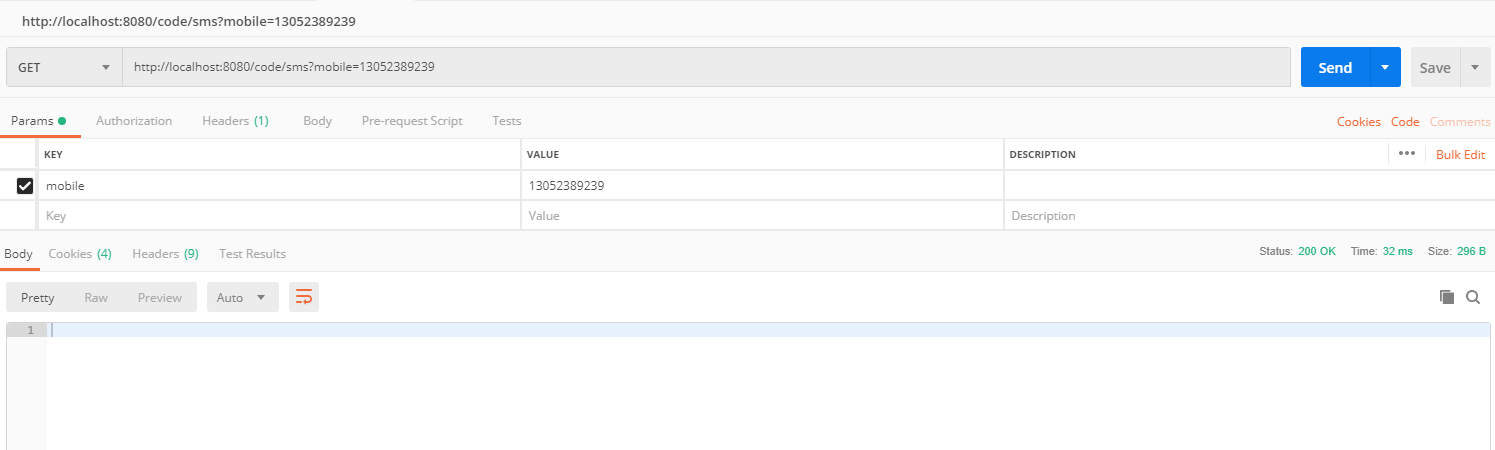 http://localhost:8080/code/sms?mobile=13052389239
GET http://localhost:8080/code/sms?mobile=13052389239 Send Save
Params Authorization Headers (1) Body Pre-request Script Tests Cookies Code Comments
KEY VALUE DESCRIPTION ••• Bulk Edit
mobile 13052389239
Key Value Description
Body Cookies (4) Headers (9) Test Results Status: 200 OK Time: 32 ms Size: 296 B
Pretty Raw Preview Auto
1